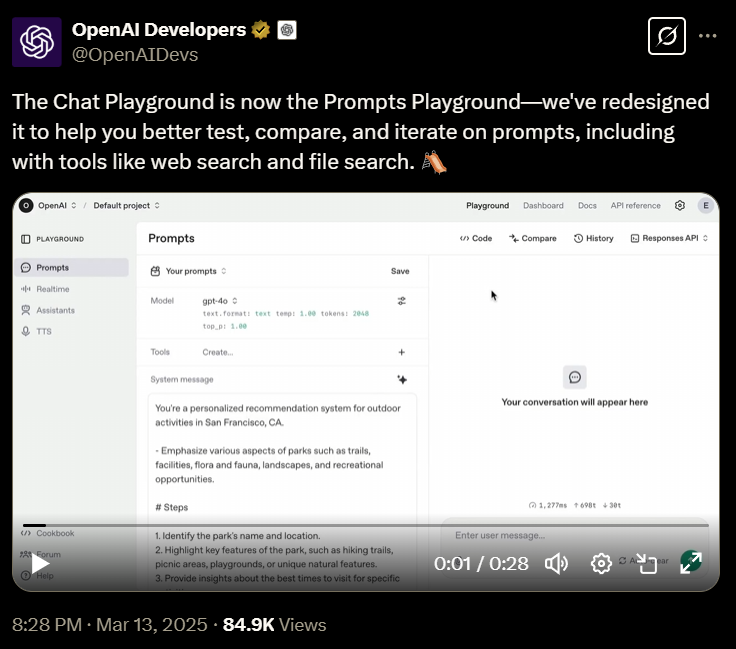 OpenAI Developers
@OpenAIDevs
The Chat Playground is now the Prompts Playground—we've redesigned
it to help you better test, compare, and iterate on prompts, including
with tools like web search and file search.
OpenAI / Default project
Playground Dashboard Docs API reference E
PLAYGROUND
Prompts
Realtime
Assistants
TTS
Cookbook
Forum
Help
Prompts
Code Compare History Responses API
Your prompts Save
Model gpt-4o
text.format: text temp: 1.00 tokens: 2048
top_p: 1.00
Tools Create...
System message
You're a personalized recommendation system for outdoor
activities in San Francisco, CA.
- Emphasize various aspects of parks such as trails,
facilities, flora and fauna, landscapes, and recreational
opportunities.
# Steps
1. Identify the park's name and location.
2. Highlight key features of the park, such as hiking trails,
picnic areas, playgrounds, or unique natural features.
3. Provide insights about the best times to visit for specific
Your conversation will appear here
1,277ms ↑698t ↓30t
Enter user message...
0:01 / 0:28
8:28 PM · Mar 13, 2025 · 84.9K Views